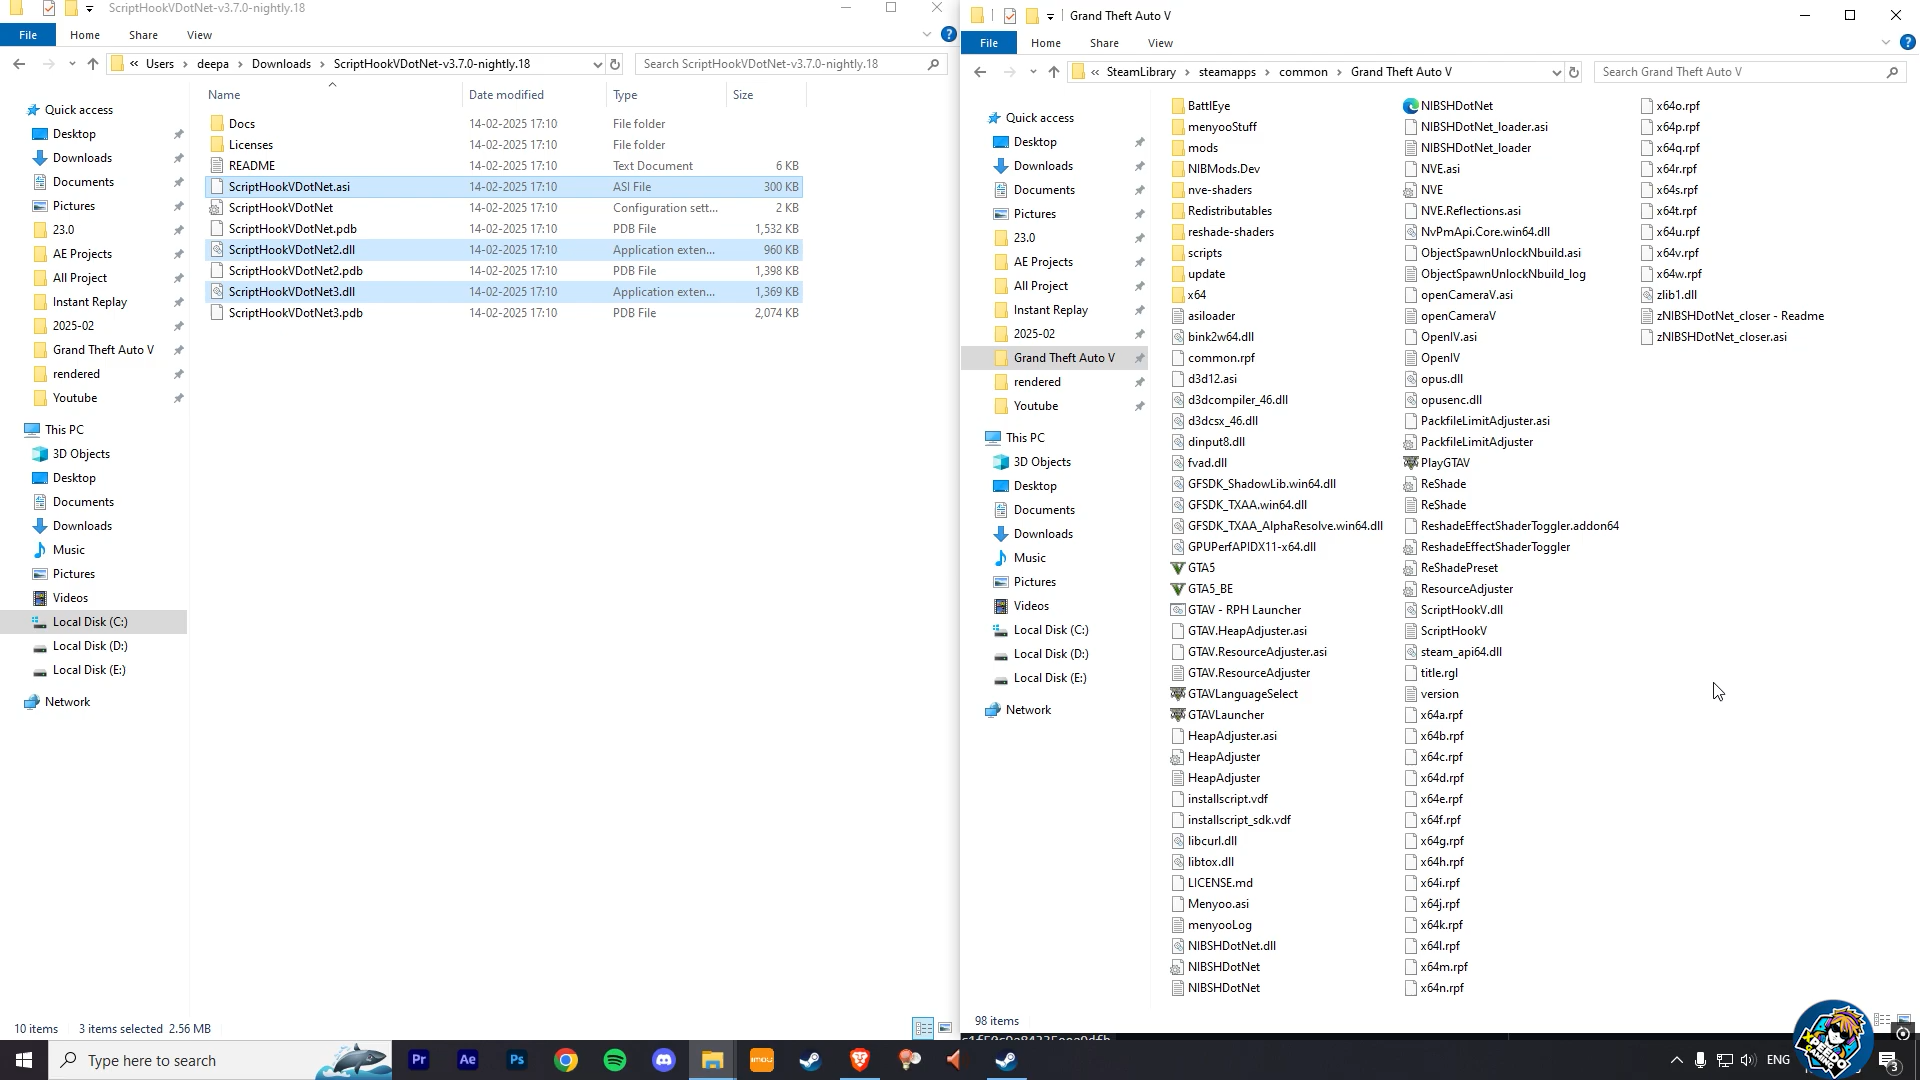 ScriptHookVDotNet-v3.7.0-nightly.18
File
Home
Share
View
« Users › deepa › Downloads › ScriptHookVDotNet-v3.7.0-nightly.18
Search ScriptHookVDotNet-v3.7.0-nightly.18
Quick access
Desktop
Downloads
Documents
Pictures
23.0
AE Projects
All Project
Instant Replay
2025-02
Grand Theft Auto V
rendered
Youtube
This PC
3D Objects
Desktop
Documents
Downloads
Music
Pictures
Videos
Local Disk (C:)
Local Disk (D:)
Local Disk (E:)
Network
Name Date modified Type Size
Docs 14-02-2025 17:10 File folder
Licenses 14-02-2025 17:10 File folder
README 14-02-2025 17:10 Text Document 6 KB
ScriptHookVDotNet.asi 14-02-2025 17:10 ASI File 300 KB
ScriptHookVDotNet 14-02-2025 17:10 Configuration sett... 2 KB
ScriptHookVDotNet.pdb 14-02-2025 17:10 PDB File 1,532 KB
ScriptHookVDotNet2.dll 14-02-2025 17:10 Application exten... 960 KB
ScriptHookVDotNet2.pdb 14-02-2025 17:10 PDB File 1,398 KB
ScriptHookVDotNet3.dll 14-02-2025 17:10 Application exten... 1,369 KB
ScriptHookVDotNet3.pdb 14-02-2025 17:10 PDB File 2,074 KB
10 items 3 items selected 2.56 MB
Grand Theft Auto V
File
Home
Share
View
« SteamLibrary › steamapps › common › Grand Theft Auto V
Search Grand Theft Auto V
Quick access
Desktop
Downloads
Documents
Pictures
23.0
AE Projects
All Project
Instant Replay
2025-02
Grand Theft Auto V
rendered
Youtube
This PC
3D Objects
Desktop
Documents
Downloads
Music
Pictures
Videos
Local Disk (C:)
Local Disk (D:)
Local Disk (E:)
Network
BattlEye
menyooStuff
mods
NIBMods.Dev
nve-shaders
Redistributables
reshade-shaders
scripts
update
x64
asiloader
bink2w64.dll
common.rpf
d3d12.asi
d3dcompiler_46.dll
d3dcsx_46.dll
dinput8.dll
fvad.dll
GFSDK_ShadowLib.win64.dll
GFSDK_TXAA.win64.dll
GFSDK_TXAA_AlphaResolve.win64.dll
GPUPerfAPIDX11-x64.dll
GTA5
GTA5_BE
GTAV - RPH Launcher
GTAV.HeapAdjuster.asi
GTAV.ResourceAdjuster.asi
GTAV.ResourceAdjuster
GTAVLanguageSelect
GTAVLauncher
HeapAdjuster.asi
HeapAdjuster
HeapAdjuster
installscript.vdf
installscript_sdk.vdf
libcurl.dll
libtox.dll
LICENSE.md
Menyoo.asi
menyooLog
NIBSHDotNet.dll
NIBSHDotNet
NIBSHDotNet
NIBSHDotNet
NIBSHDotNet_loader.asi
NIBSHDotNet_loader
NVE.asi
NVE
NVE.Reflections.asi
NvPmApi.Core.win64.dll
ObjectSpawnUnlockNbuild.asi
ObjectSpawnUnlockNbuild_log
openCameraV.asi
openCameraV
OpenIV.asi
OpenIV
opus.dll
opusenc.dll
PackfileLimitAdjuster.asi
PackfileLimitAdjuster
PlayGTAV
ReShade
ReShade
ReshadeEffectShaderToggler.addon64
ReshadeEffectShaderToggler
ReShadePreset
ResourceAdjuster
ScriptHookV.dll
ScriptHookV
steam_api64.dll
title.rgl
version
x64a.rpf
x64b.rpf
x64c.rpf
x64d.rpf
x64e.rpf
x64f.rpf
x64g.rpf
x64h.rpf
x64i.rpf
x64j.rpf
x64k.rpf
x64l.rpf
x64m.rpf
x64n.rpf
x64o.rpf
x64p.rpf
x64q.rpf
x64r.rpf
x64s.rpf
x64t.rpf
x64u.rpf
x64v.rpf
x64w.rpf
zlib1.dll
zNIBSHDotNet_closer - Readme
zNIBSHDotNet_closer.asi
98 items
Type here to search
Pr
Ae
Ps
ENG
XPEEDO
GAMING
3